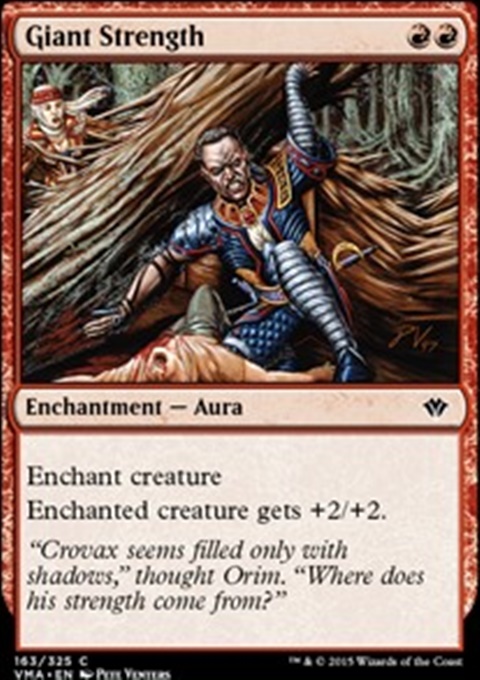 Giant Strength
PV97
Enchantment — Aura
Enchant creature
Enchanted creature gets +2/+2.
"Crovax seems filled only with
shadows," thought Orim. "Where does
his strength come from?"
163/325 C
VMA • EN Pete Venters
™ & © 2015 Wizards of the Coast